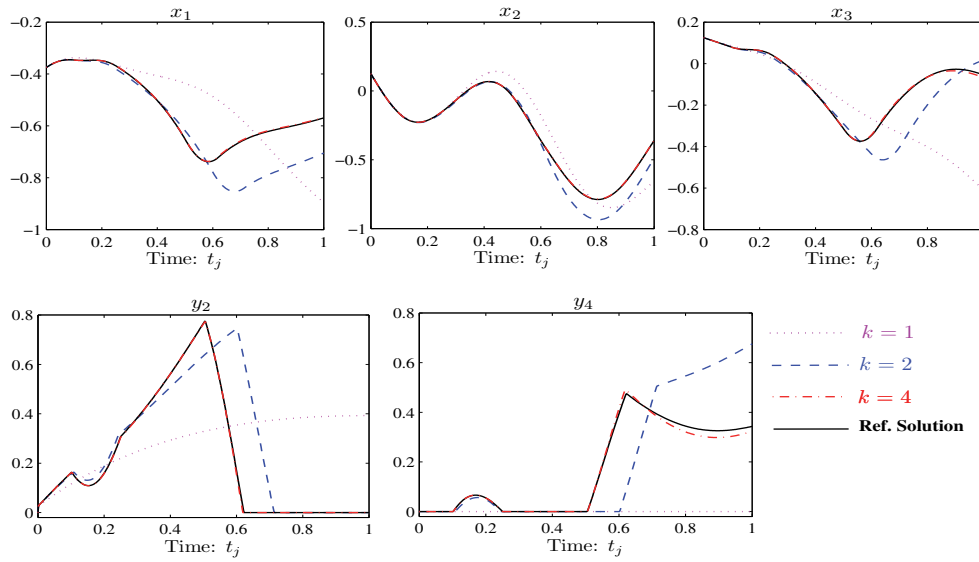 x₁
−0.2
−0.4
−0.6
−0.8
−1
0 0.2 0.4 0.6 0.8 1
Time: tⱼ
x₂
0.5
0
−0.5
−1
0 0.2 0.4 0.6 0.8 1
Time: tⱼ
x₃
0.2
0
−0.2
−0.4
−0.6
−0.8
0 0.2 0.4 0.6 0.8
Time: tⱼ
y₂
0.8
0.6
0.4
0.2
0
0 0.2 0.4 0.6 0.8 1
Time: tⱼ
y₄
0.8
0.6
0.4
0.2
0
0 0.2 0.4 0.6 0.8 1
Time: tⱼ
k = 1
k = 2
k = 4
Ref. Solution